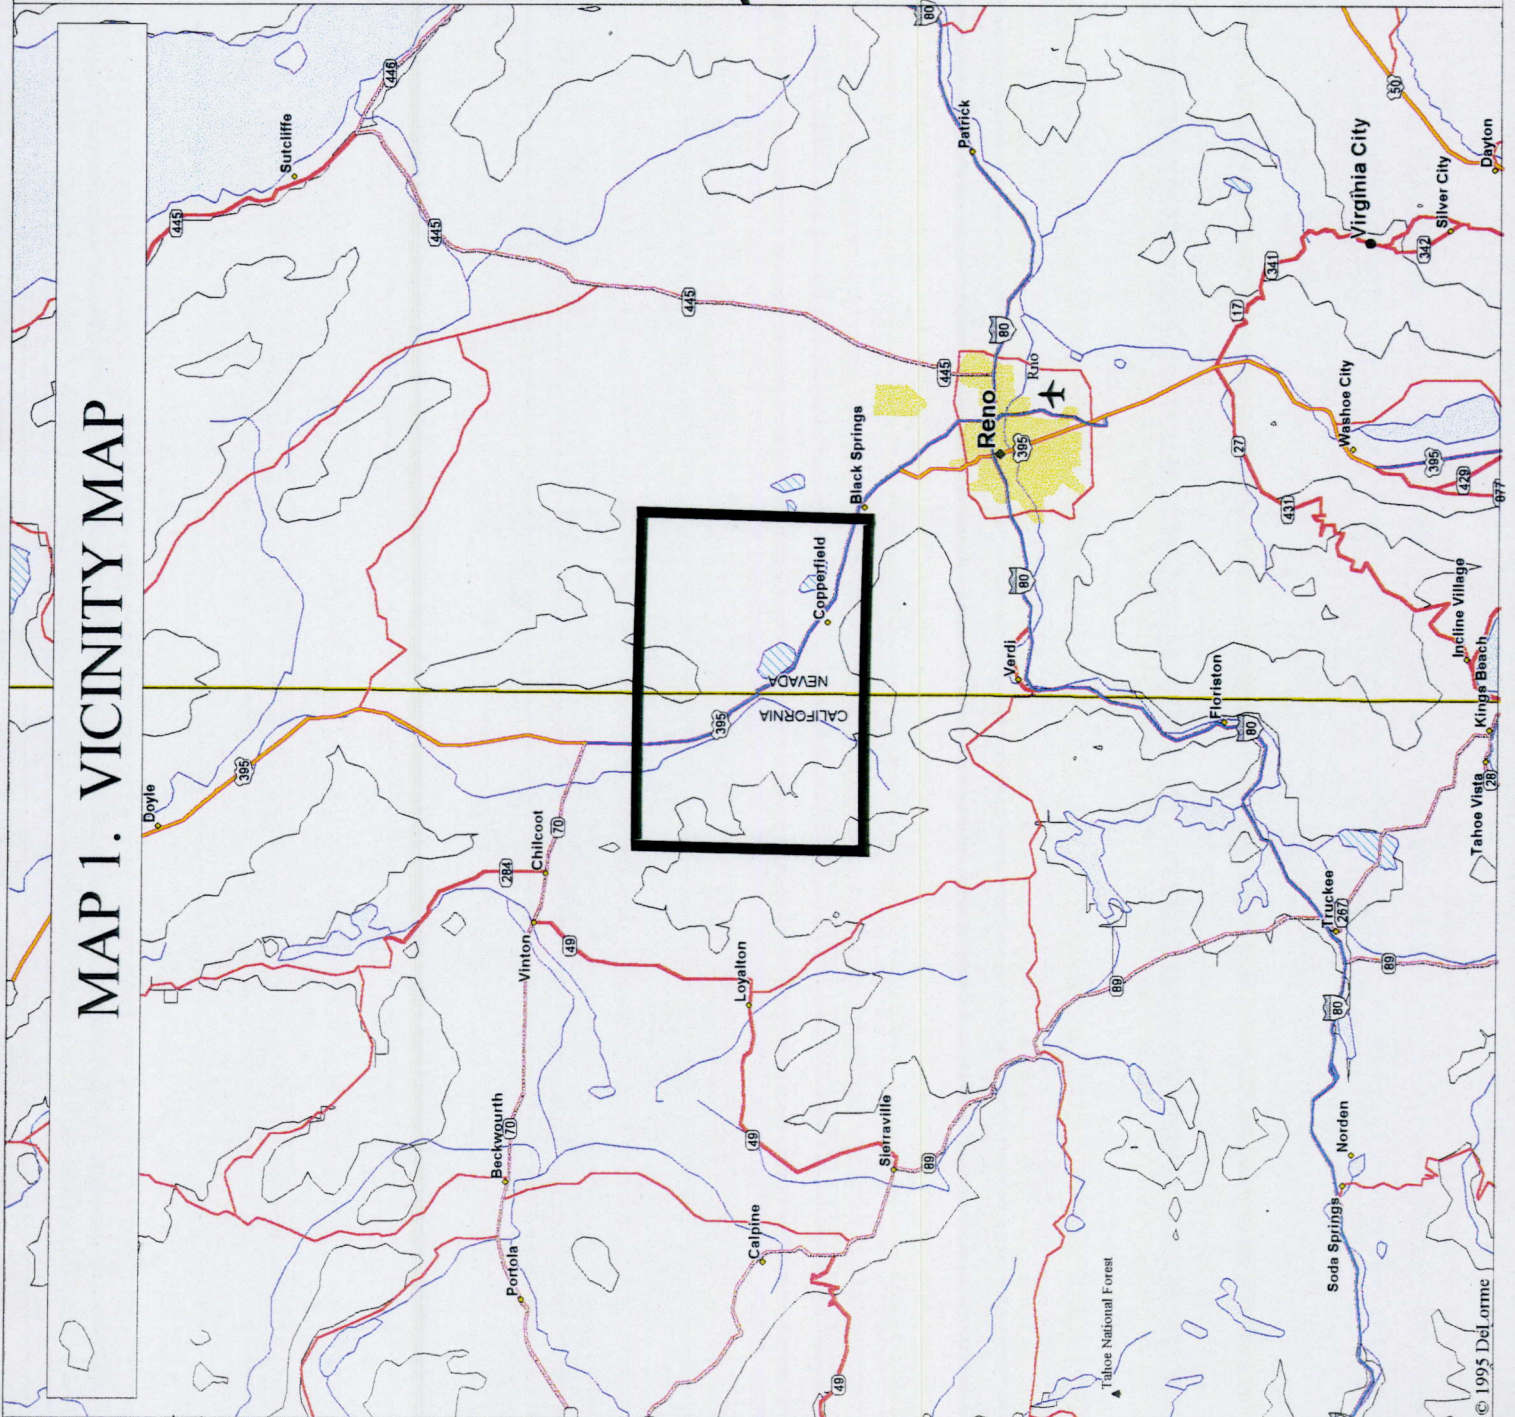 MAP 1. VICINITY MAP
Doyle
395
Sutcliffe
446
445
445
445
445
284
Chilcoot
70
Vinton
49
Beckwourth
70
Portola
Loyalton
49
Calpine
Sierraville
89
49
395
CALIFORNIA
NEVADA
Copperfield
Black Springs
80
Patrick
80
Reno
Rno
395
80
Verdi
Floriston
80
89
Truckee
267
89
80
Norden
Soda Springs
Tahoe National Forest
50
Dayton
Virginia City
Silver City
342
341
17
27
431
Washoe City
395
429
877
Incline Village
Kings Beach
Tahoe Vista
28
© 1995 DeLorme